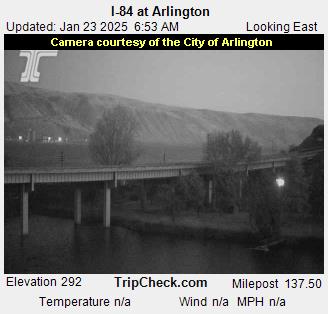 I-84 at Arlington
Updated: Jan 23 2025 6:53 AM Looking East
Camera courtesy of the City of Arlington
Elevation 292 TripCheck.com Milepost 137.50
Temperature n/a Wind n/a MPH n/a